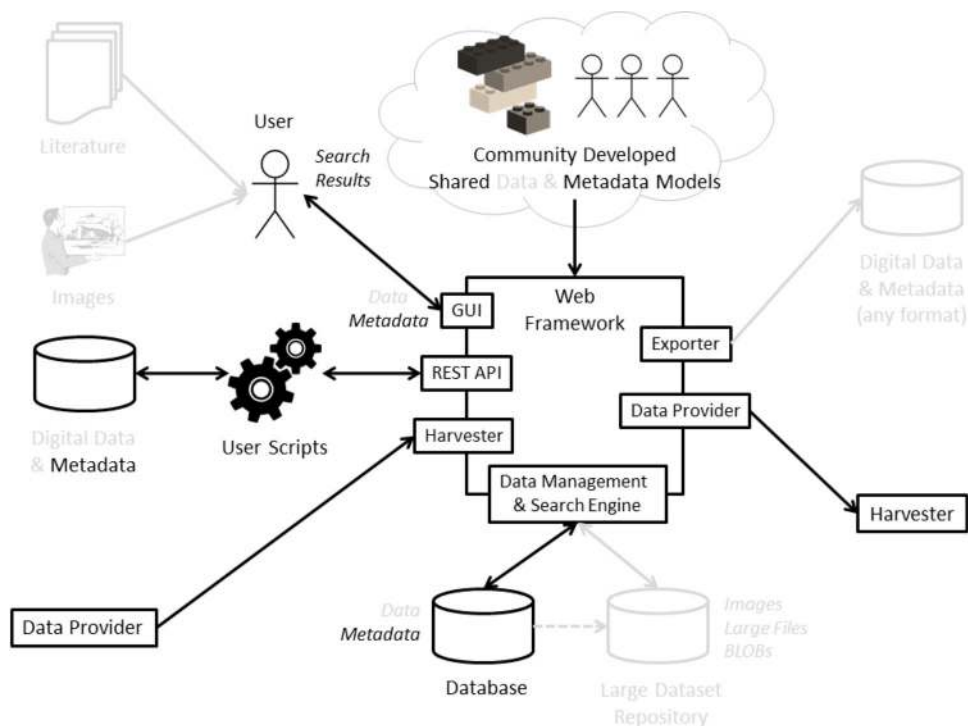 Literature
User
Search
Results
Community Developed
Shared Data & Metadata Models
Images
Data
Metadata
GUI
Web
Framework
Digital Data
& Metadata
(any format)
Exporter
REST API
Data Provider
Harvester
Digital Data
& Metadata
User Scripts
Data Management
& Search Engine
Harvester
Data Provider
Data
Metadata
Database
Images
Large Files
BLOBs
Large Dataset
Repository